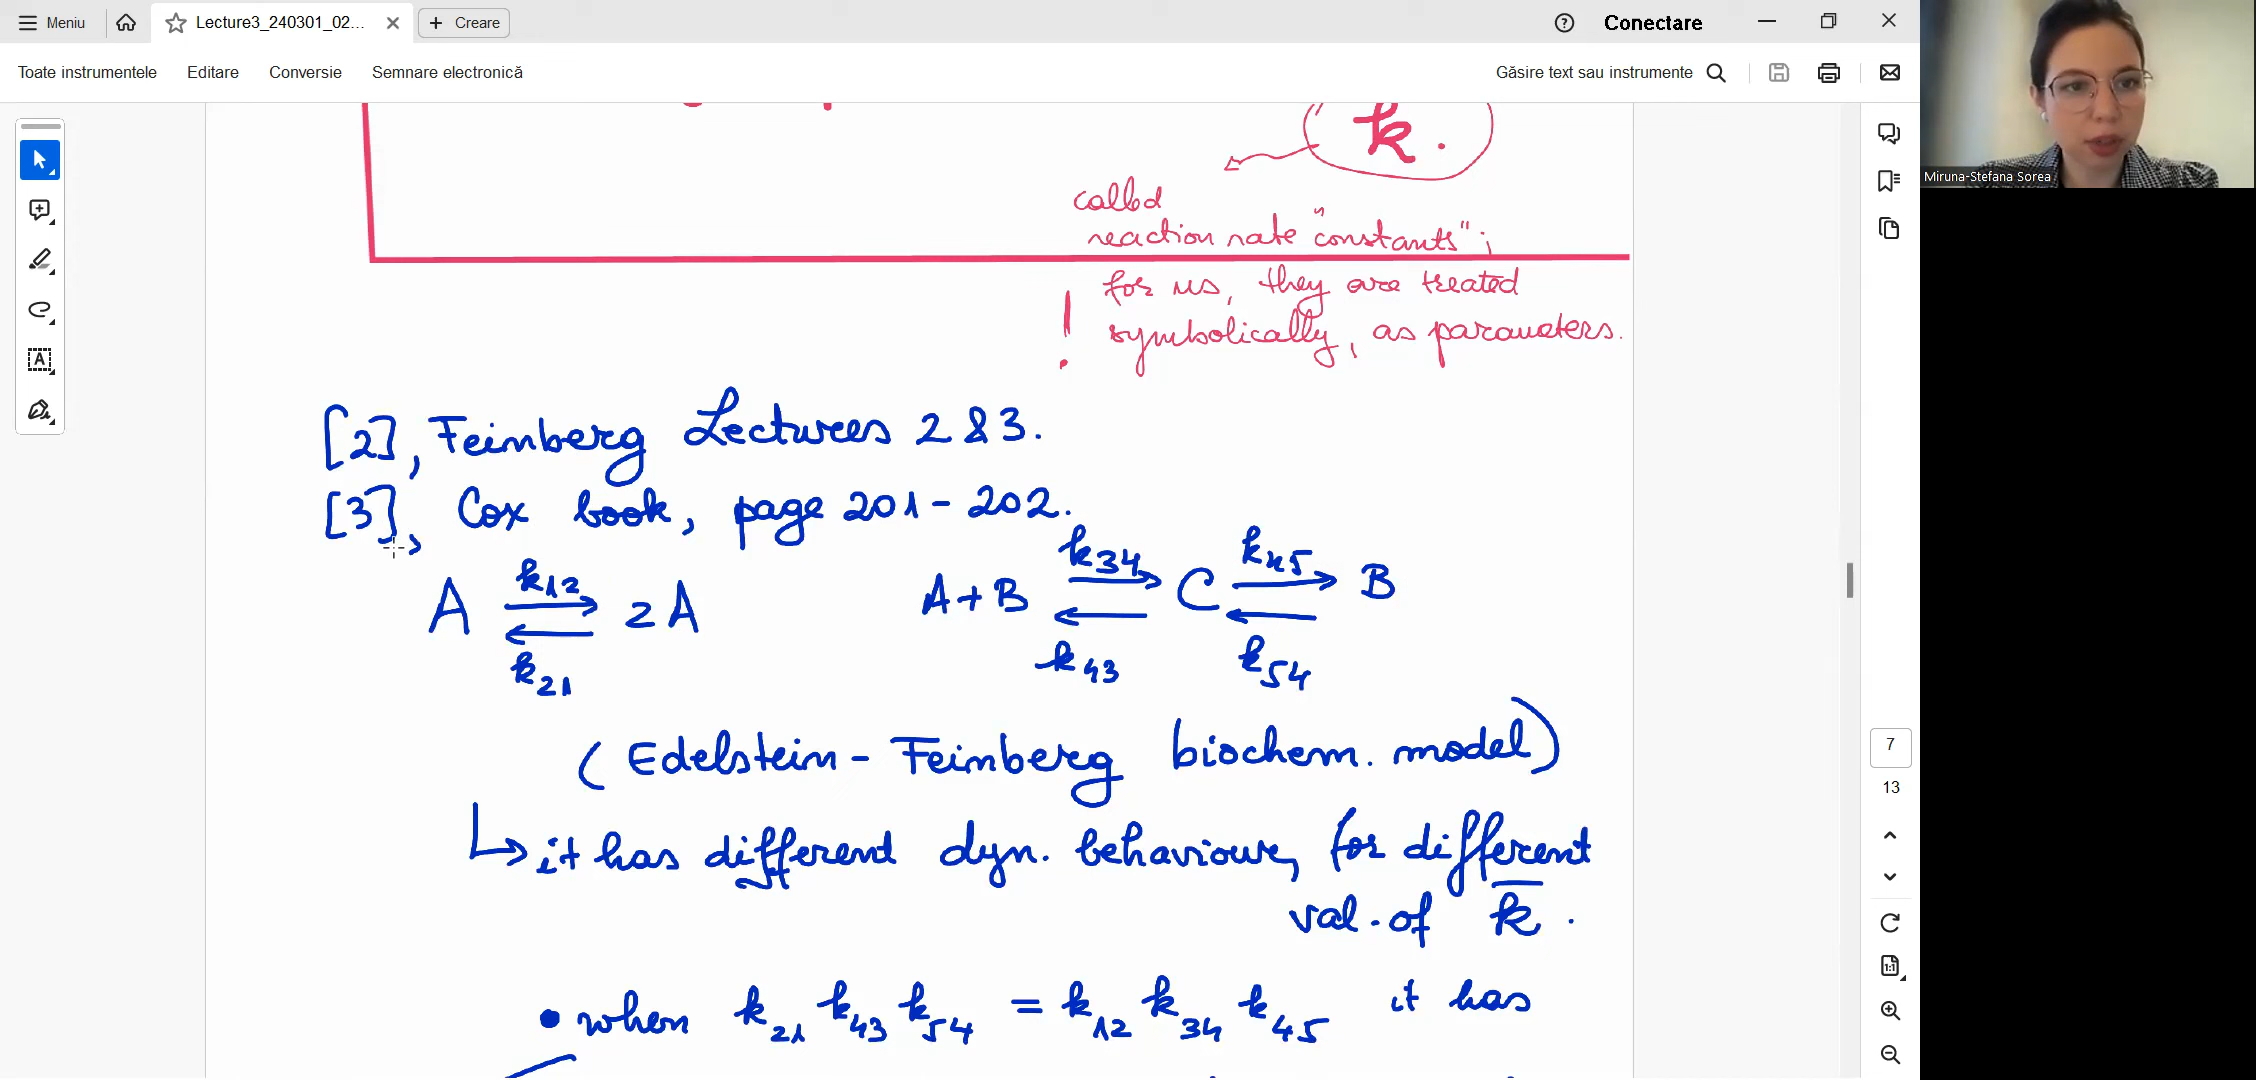 Meniu
Lecture3_240301_02...
Creare
Conectare
Toate instrumentele Editare Conversie Semnare electronică
Găsire text sau instrumente
Miruna-Stefana Sorea
k.
called
reaction rate "constants";
for us, they are treated
! symbolically, as parameters.
[2], Feinberg Lectures 2 & 3.
[3], Cox book, page 201 - 202.
k12 k34 k45
A ⇄ 2A A + B ⇄ C ⇄ B
k21 k43 k54
(Edelstein - Feinberg biochem. model)
↳ it has different dyn. behaviour, for different
val. of k̄.
• when k21 k43 k54 = k12 k34 k45 it has
7
13